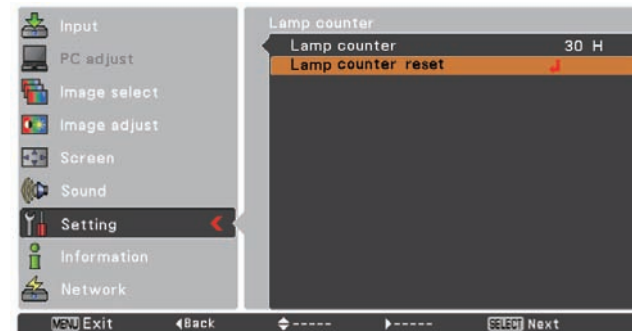 Input
PC adjust
Image select
Image adjust
Screen
Sound
Setting
Information
Network
Lamp counter
Lamp counter 30 H
Lamp counter reset
MENU Exit ◀Back ◆----- ▶----- SELECT Next